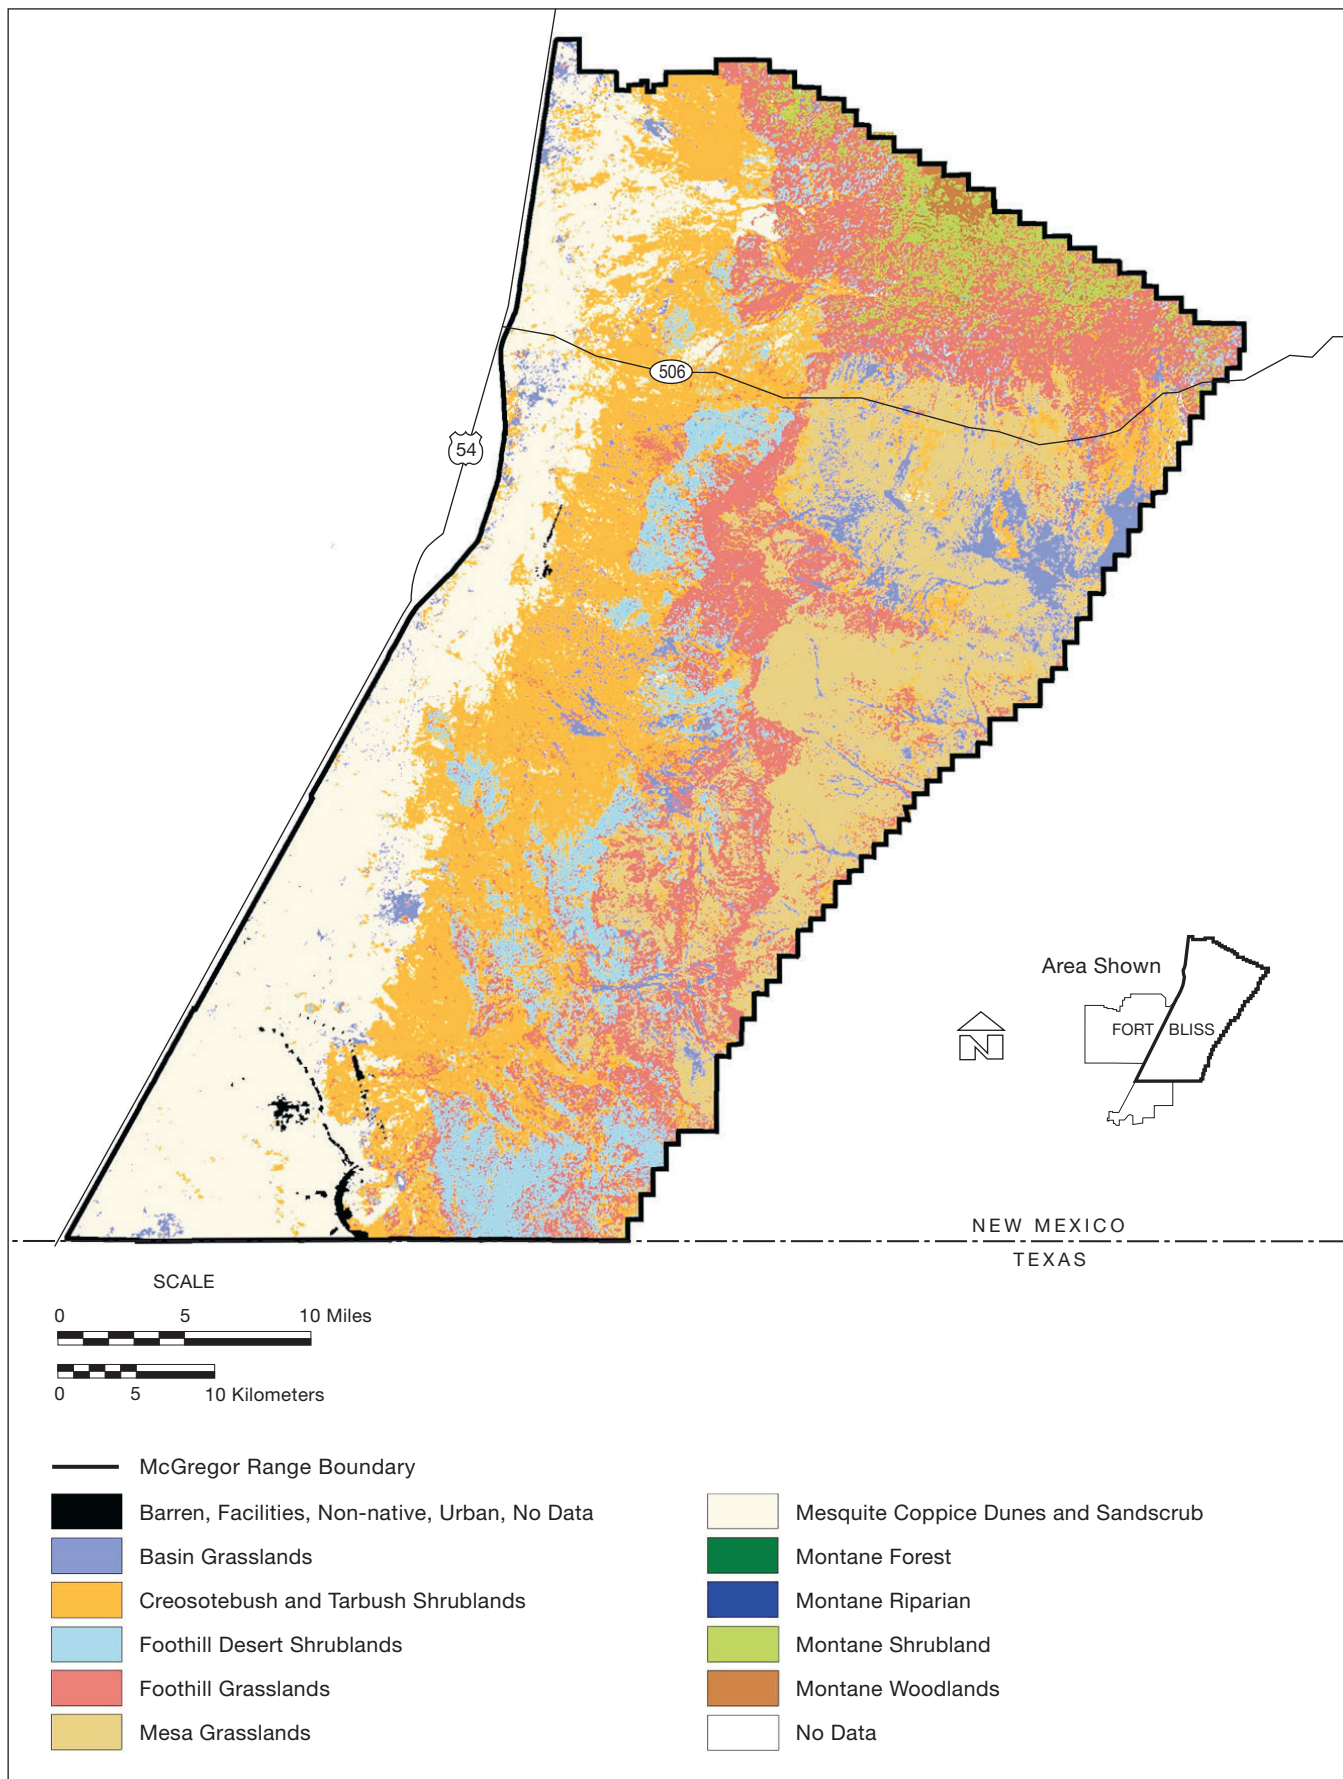 506
54
Area Shown
FORT BLISS
N
NEW MEXICO
TEXAS
SCALE
0 5 10 Miles
0 5 10 Kilometers
McGregor Range Boundary
Barren, Facilities, Non-native, Urban, No Data
Basin Grasslands
Creosotebush and Tarbush Shrublands
Foothill Desert Shrublands
Foothill Grasslands
Mesa Grasslands
Mesquite Coppice Dunes and Sandscrub
Montane Forest
Montane Riparian
Montane Shrubland
Montane Woodlands
No Data